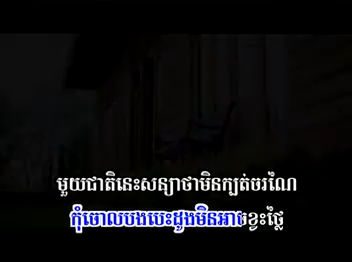 មួយជាតិនេះសន្យាថាមិនក្បត់ចរណៃ
កុំចោលបងបេះដូងមិនអាចខ្វះថ្លៃ